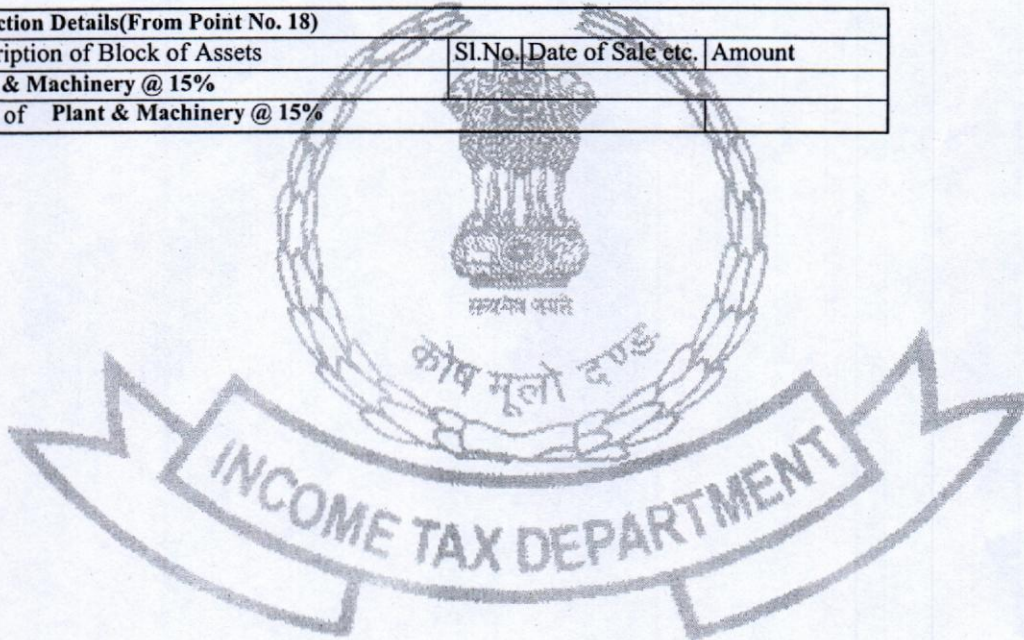 ction Details(From Point No. 18)
ription of Block of Assets Sl.No. Date of Sale etc. Amount
& Machinery @ 15%
of Plant & Machinery @ 15%
सत्यमेव जयते
कोष मूलो दण्ड
INCOME TAX DEPARTMENT